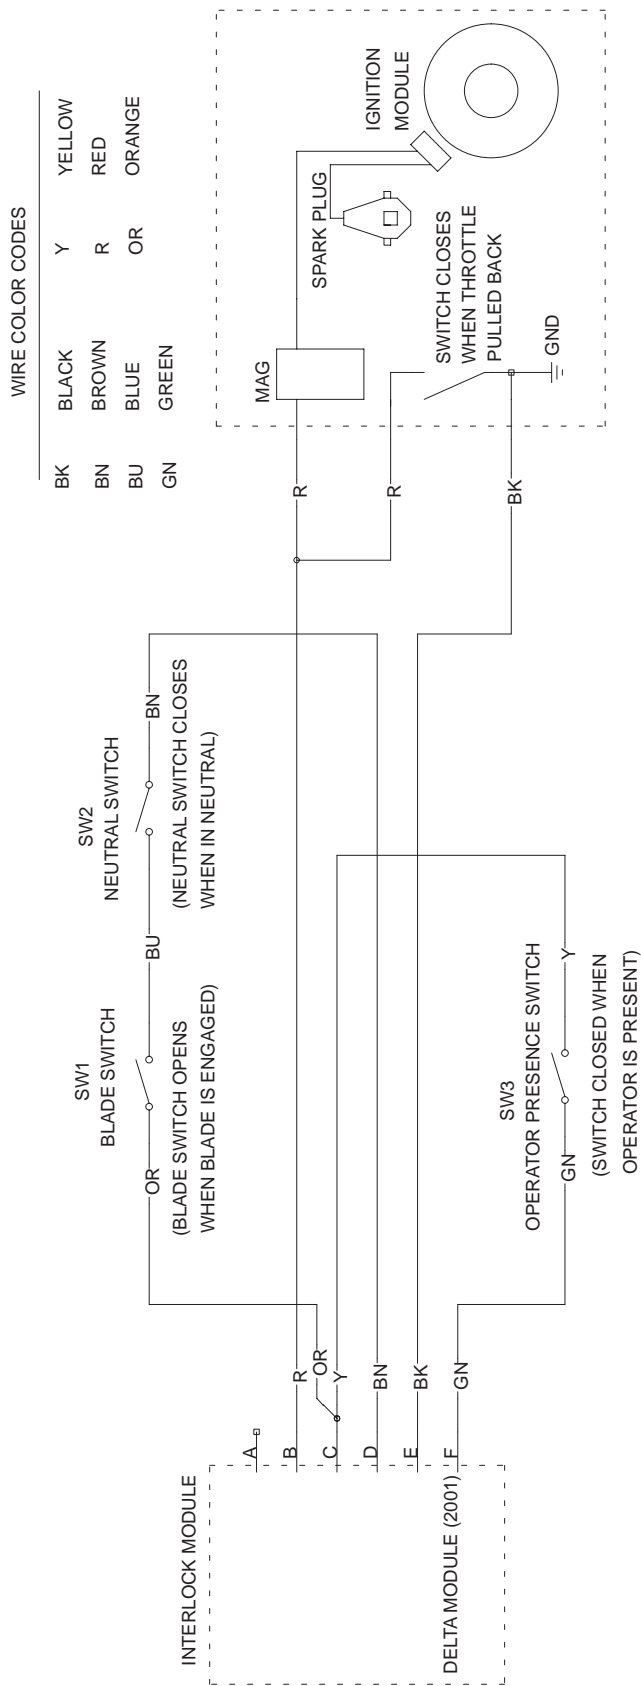 WIRE COLOR CODES
BK BLACK Y YELLOW
BN BROWN R RED
BU BLUE OR ORANGE
GN GREEN
INTERLOCK MODULE
DELTA MODULE (2001)
A
B
C
D
E
F
R
OR
Y
BN
BK
GN
OR
SW1
BLADE SWITCH
(BLADE SWITCH OPENS
WHEN BLADE IS ENGAGED)
BU
SW2
NEUTRAL SWITCH
(NEUTRAL SWITCH CLOSES
WHEN IN NEUTRAL)
BN
GN
SW3
OPERATOR PRESENCE SWITCH
(SWITCH CLOSED WHEN
OPERATOR IS PRESENT)
Y
R
R
BK
MAG
SPARK PLUG
IGNITION
MODULE
SWITCH CLOSES
WHEN THROTTLE
PULLED BACK
GND